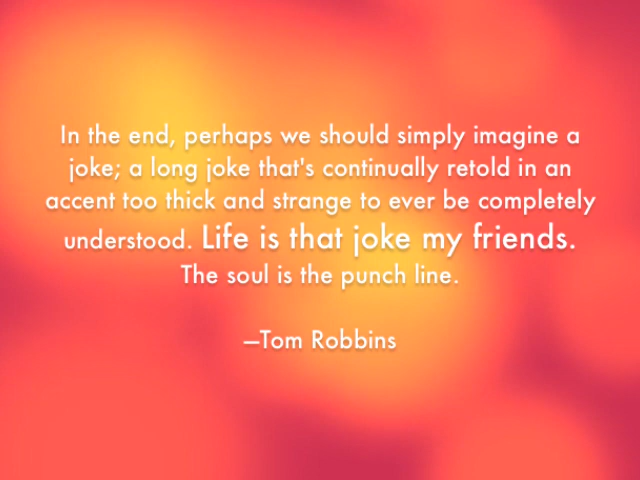 In the end, perhaps we should simply imagine a
joke; a long joke that's continually retold in an
accent too thick and strange to ever be completely
understood. Life is that joke my friends.
The soul is the punch line.
—Tom Robbins